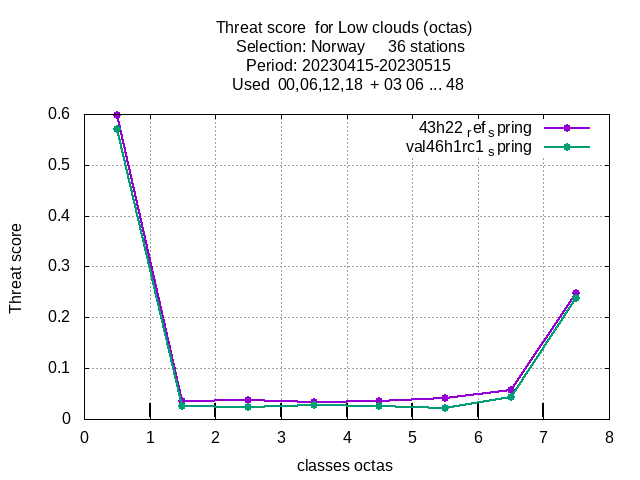 Threat score  for Low clouds (octas)
Selection: Norway     36 stations
Period: 20230415-20230515
Used  00,06,12,18  + 03 06 ... 48
43h22 ref spring
val46h1rc1 spring
0.6
0.5
0.4
0.3
0.2
0.1
0
Threat score
0 1 2 3 4 5 6 7 8
classes octas